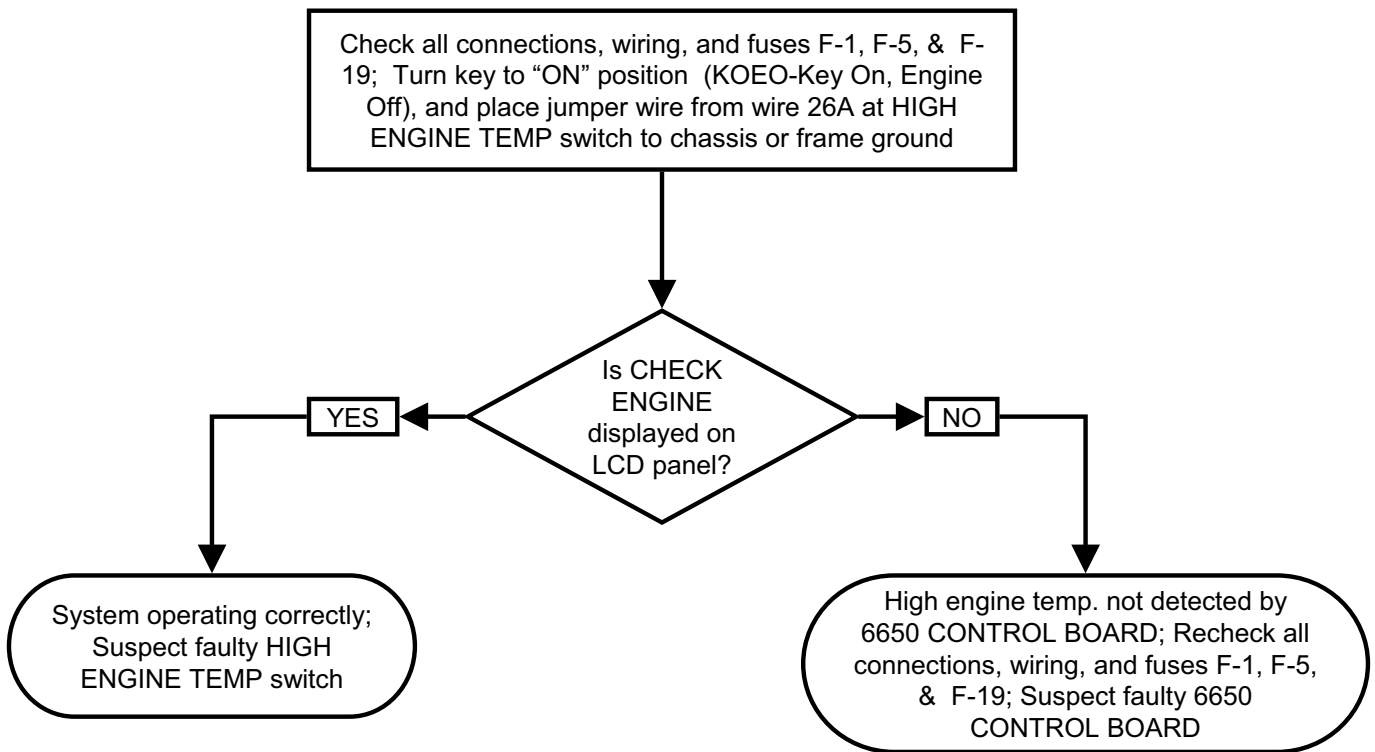 Check all connections, wiring, and fuses F-1, F-5, & F-
19; Turn key to “ON” position (KOEO-Key On, Engine
Off), and place jumper wire from wire 26A at HIGH
ENGINE TEMP switch to chassis or frame ground
Is CHECK
ENGINE
displayed on
LCD panel?
YES
NO
System operating correctly;
Suspect faulty HIGH
ENGINE TEMP switch
High engine temp. not detected by
6650 CONTROL BOARD; Recheck all
connections, wiring, and fuses F-1, F-5,
& F-19; Suspect faulty 6650
CONTROL BOARD